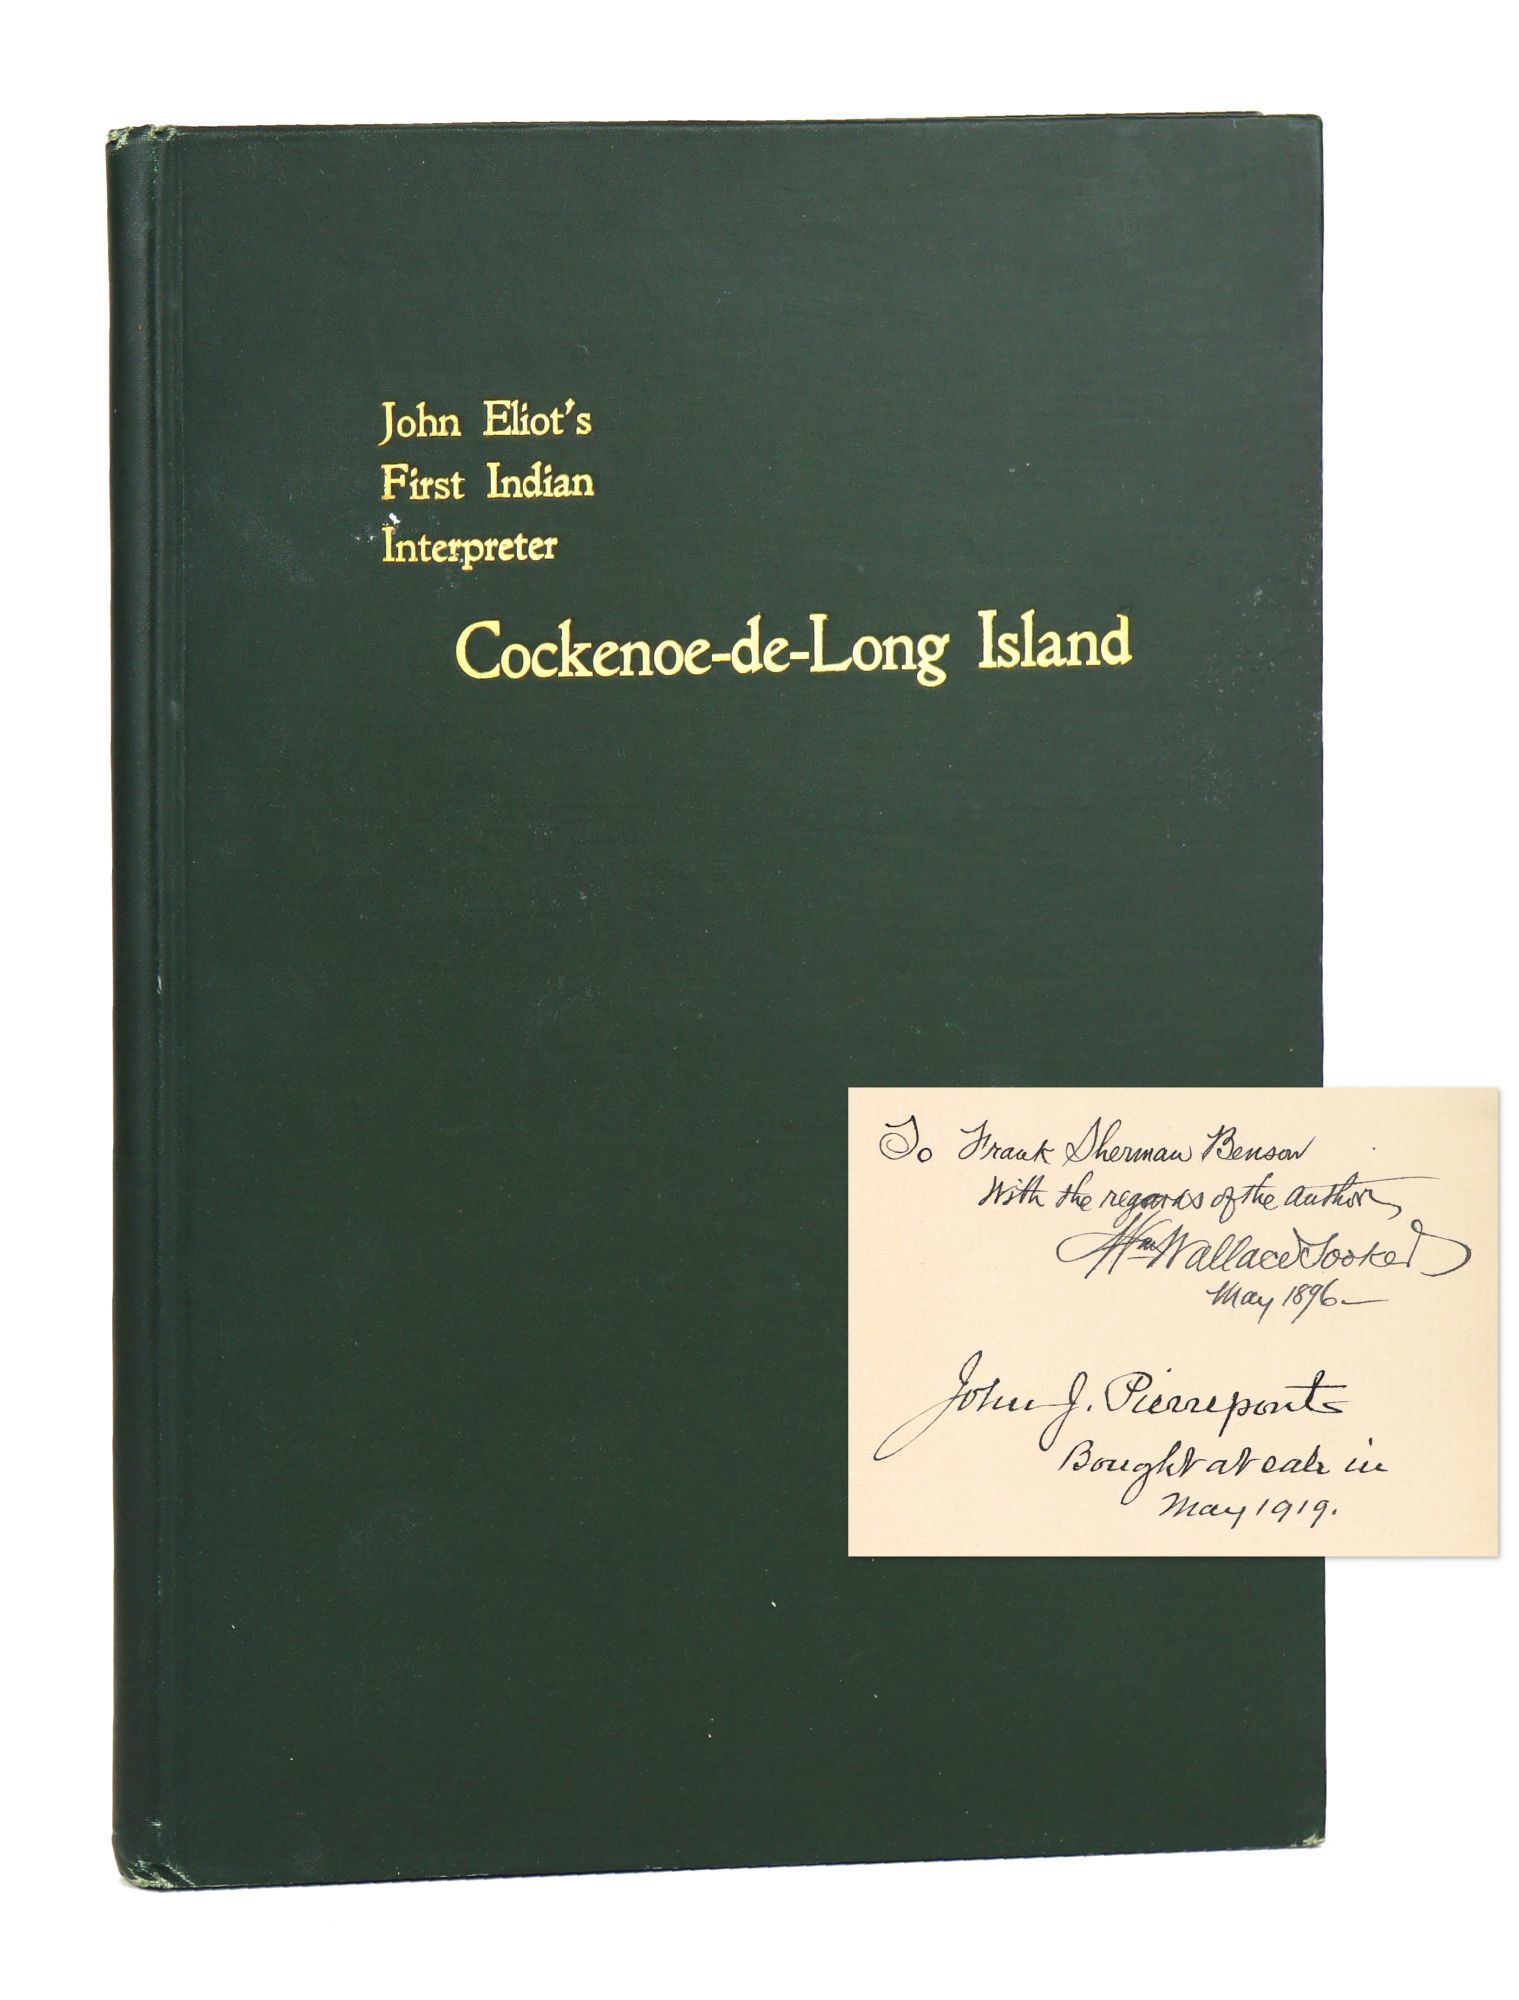 John Eliot's
First Indian
Interpreter
Cockenoe-de-Long Island
To Frank Sherman Benson
With the regards of the author,
Wm Wallace Tooker
May 1896.—
John J. Pierrepont
Bought at sale in
May 1919.